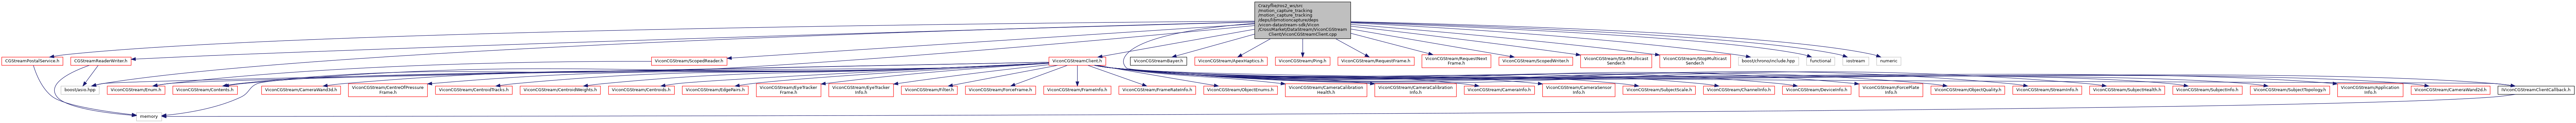 Crazyflie/ros2_ws/src
/motion_capture_tracking
/motion_capture_tracking
/deps/libmotioncapture/deps
/vicon-datastream-sdk/Vicon
/CrossMarket/DataStream/ViconCGStream
Client/ViconCGStreamClient.cpp
CGStreamPostalService.h
CGStreamReaderWriter.h
ViconCGStream/ScopedReader.h
ViconCGStreamClient.h
ViconCGStream/IBayer.h
ViconCGStream/ApexHaptics.h
ViconCGStream/Ping.h
ViconCGStream/RequestFrame.h
ViconCGStream/RequestNext
Frame.h
ViconCGStream/ScopedWriter.h
ViconCGStream/StartMulticast
Sender.h
ViconCGStream/StopMulticast
Sender.h
boost/chrono/include.hpp
functional
iostream
numeric
boost/asio.hpp
ViconCGStream/Enum.h
ViconCGStream/Contents.h
ViconCGStream/CameraWand3d.h
ViconCGStream/CentreOfPressure
Frame.h
ViconCGStream/CentroidTracks.h
ViconCGStream/CentroidWeights.h
ViconCGStream/Centroids.h
ViconCGStream/EdgePairs.h
ViconCGStream/EyeTracker
Frame.h
ViconCGStream/EyeTracker
Info.h
ViconCGStream/Filter.h
ViconCGStream/ForceFrame.h
ViconCGStream/FrameInfo.h
ViconCGStream/FrameRateInfo.h
ViconCGStream/ObjectEnums.h
ViconCGStream/CameraCalibration
Health.h
ViconCGStream/CameraCalibration
Info.h
ViconCGStream/CameraInfo.h
ViconCGStream/CameraSensor
Info.h
ViconCGStream/SubjectScale.h
ViconCGStream/ChannelInfo.h
ViconCGStream/DeviceInfo.h
ViconCGStream/ForcePlate
Info.h
ViconCGStream/ObjectQuality.h
ViconCGStream/StreamInfo.h
ViconCGStream/SubjectHealth.h
ViconCGStream/SubjectInfo.h
ViconCGStream/SubjectTopology.h
ViconCGStream/Application
Info.h
ViconCGStream/CameraWand2d.h
IViconCGStreamClientCallback.h
memory